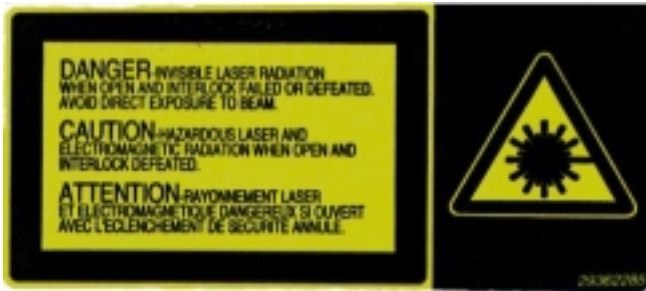 DANGER-INVISIBLE LASER RADIATION
WHEN OPEN AND INTERLOCK FAILED OR DEFEATED.
AVOID DIRECT EXPOSURE TO BEAM.
CAUTION-HAZARDOUS LASER AND
ELECTROMAGNETIC RADIATION WHEN OPEN AND
INTERLOCK DEFEATED.
ATTENTION-RAYONNEMENT LASER
ET ELECTROMAGNETIQUE DANGEREUX SI OUVERT
AVEC L'ECLENCHEMENT DE SECURITE ANNULE.
29362285